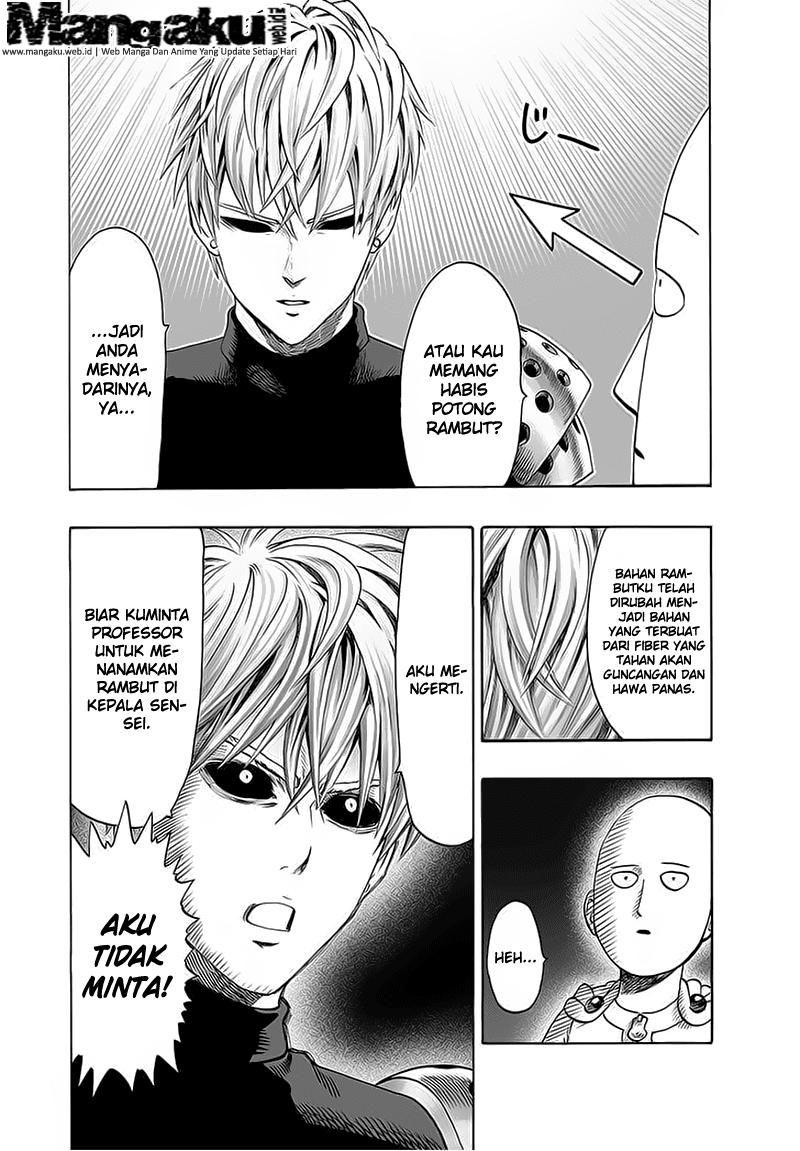 Mangaku
www.mangaku.web.id | Web Manga Dan Anime Yang Update Setiap Hari
じー
ATAU KAU
MEMANG
HABIS
POTONG
RAMBUT?
...JADI
ANDA
MENYA-
DARINYA,
YA...
BAHAN RAM-
BUTKU TELAH
DIRUBAH MEN-
JADI BAHAN
YANG TERBUAT
DARI FIBER YANG
TAHAN AKAN
GUNCANGAN DAN
HAWA PANAS.
HEH...
AKU ME-
NGERTI.
BIAR KUMINTA
PROFESSOR
UNTUK ME-
NANAMKAN
RAMBUT DI
KEPALA SEN-
SEI.
AKU
TIDAK
MINTA!